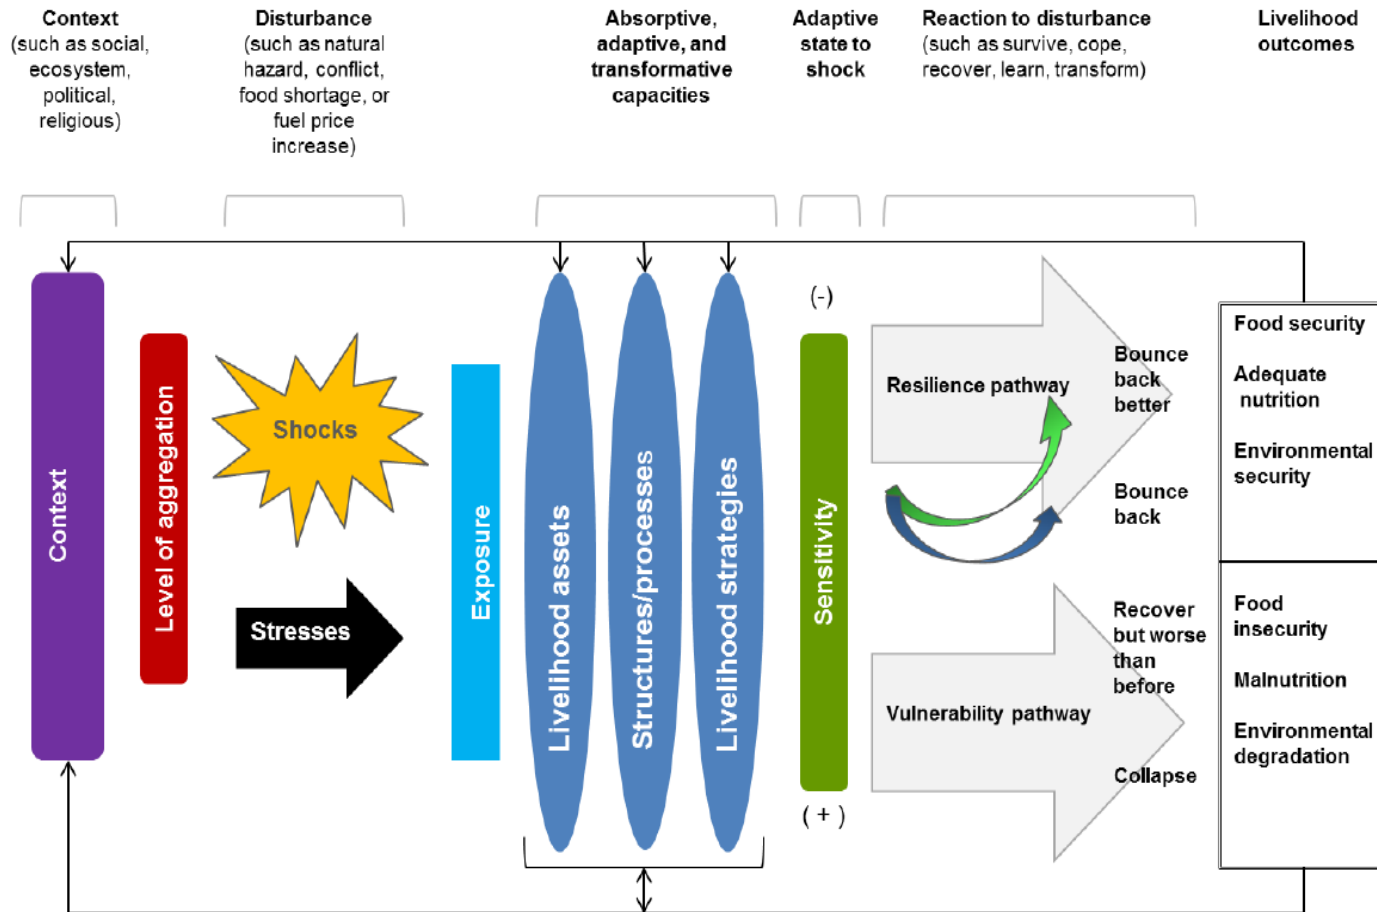 Context
(such as social,
ecosystem,
political,
religious)
Disturbance
(such as natural
hazard, conflict,
food shortage, or
fuel price
increase)
Absorptive,
adaptive, and
transformative
capacities
Adaptive
state to
shock
Reaction to disturbance
(such as survive, cope,
recover, learn, transform)
Livelihood
outcomes
Context
Level of aggregation
Shocks
Stresses
Exposure
Livelihood assets
Structures/processes
Livelihood strategies
(-)
Sensitivity
(+)
Resilience pathway
Bounce
back
better
Bounce
back
Vulnerability pathway
Recover
but worse
than
before
Collapse
Food security
Adequate
nutrition
Environmental
security
Food
insecurity
Malnutrition
Environmental
degradation